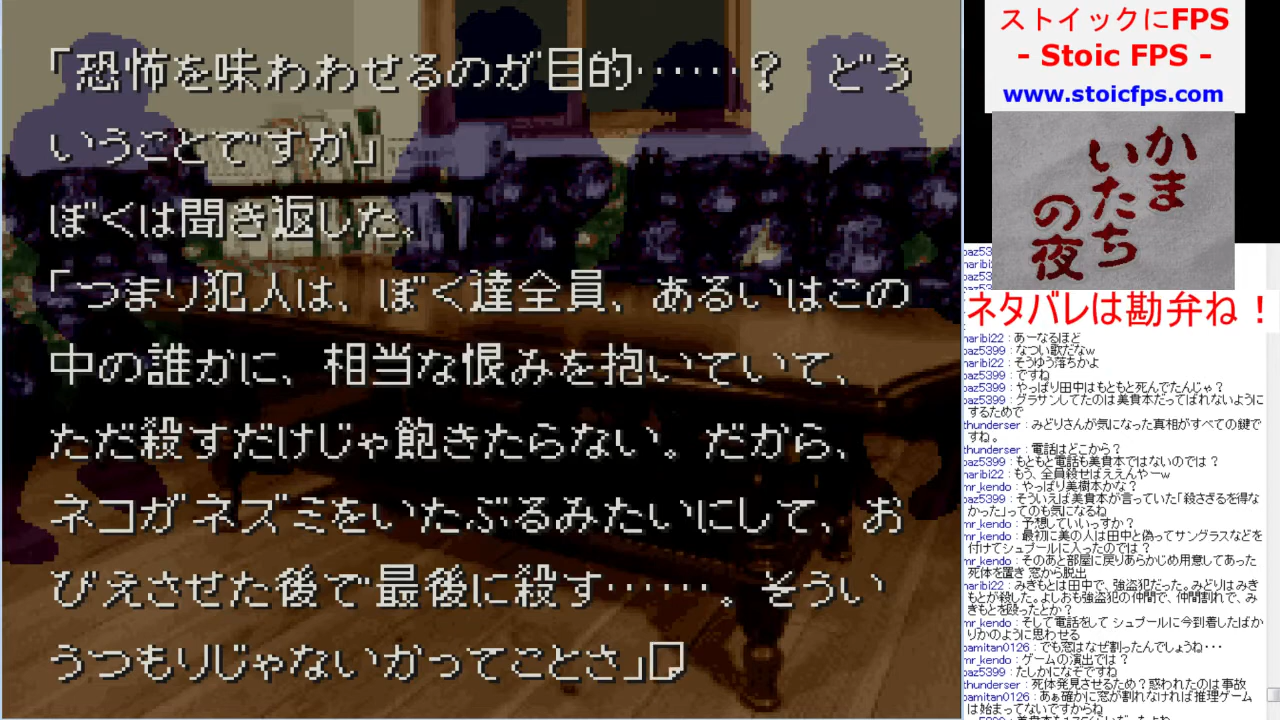 「恐怖を味わわせるのが目的……？　どう
いうことですか」
ぼくは聞き返した。
「つまり犯人は、ぼく達全員、あるいはこの
中の誰かに、相当な恨みを抱いていて、
ただ殺すだけじゃ飽きたらない。だから、
ネコがネズミをいたぶるみたいにして、お
びえさせた後で最後に殺す……。そうい
うつもりじゃないかってことさ」
ストイックにFPS
- Stoic FPS -
www.stoicfps.com
かま
いたち
の夜
ネタバレは勘弁ね！
naribi22：あーなるほど
paz5399：なつい歌だなw
naribi22：そうゆう落ちかよ
paz5399：ですね
paz5399：やっぱり田中はもともと死んでたんじゃ？
paz5399：グラサンしてたのは美貴本だってばれないように
するためで
thunderser：みどりさんが気になった真相がすべての鍵で
すね。
thunderser：電話はどこから？
paz5399：もともと電話も美貴本ではないのでは？
naribi22：もう、全員殺せばええんやーw
mr_kendo：やっぱり美樹本かな？
paz5399：そういえば美貴本が言っていた「殺さざるを得な
かった」ってのも気になるね
mr_kendo：予想していいっすか？
mr_kendo：最初に美の人は田中と偽ってサングラスなどを
付けてシュプールに入ったのでは？
mr_kendo：そのあと部屋に戻りあらかじめ用意してあった
死体を置き 窓から脱出
naribi22：みきもとは田中で、強盗犯だった。みどりはみき
もとが殺した。よしおも強盗犯の仲間で、仲間割れで、み
きもとを殴ったとか？
mr_kendo：そして電話をして シュプールに今到着したばか
りかのように思わせる
pamitan0126：でも窓はなぜ割ったんでしょうね・・・
mr_kendo：ゲームの演出では？
paz5399：たしかになぞですね
thunderser：死体発見させるため？惑われたのは事故
pamitan0126：あぁ確かに窓が割れなければ推理ゲーム
は始まってないですからね